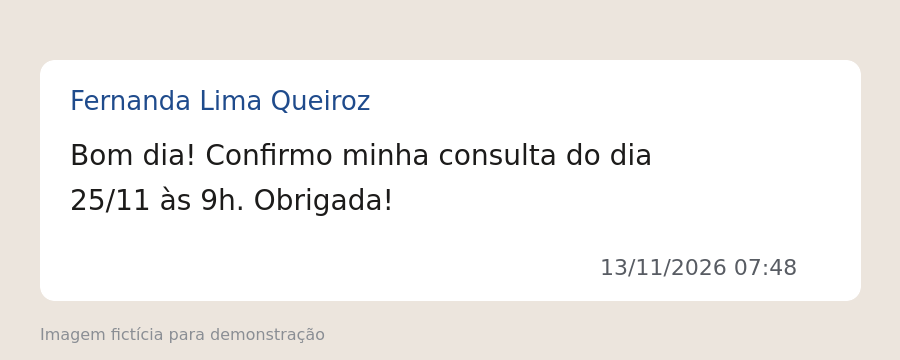 Fernanda Lima Queiroz
Bom dia! Confirmo minha consulta do dia
25/11 às 9h. Obrigada!
13/11/2026 07:48
Imagem fictícia para demonstração